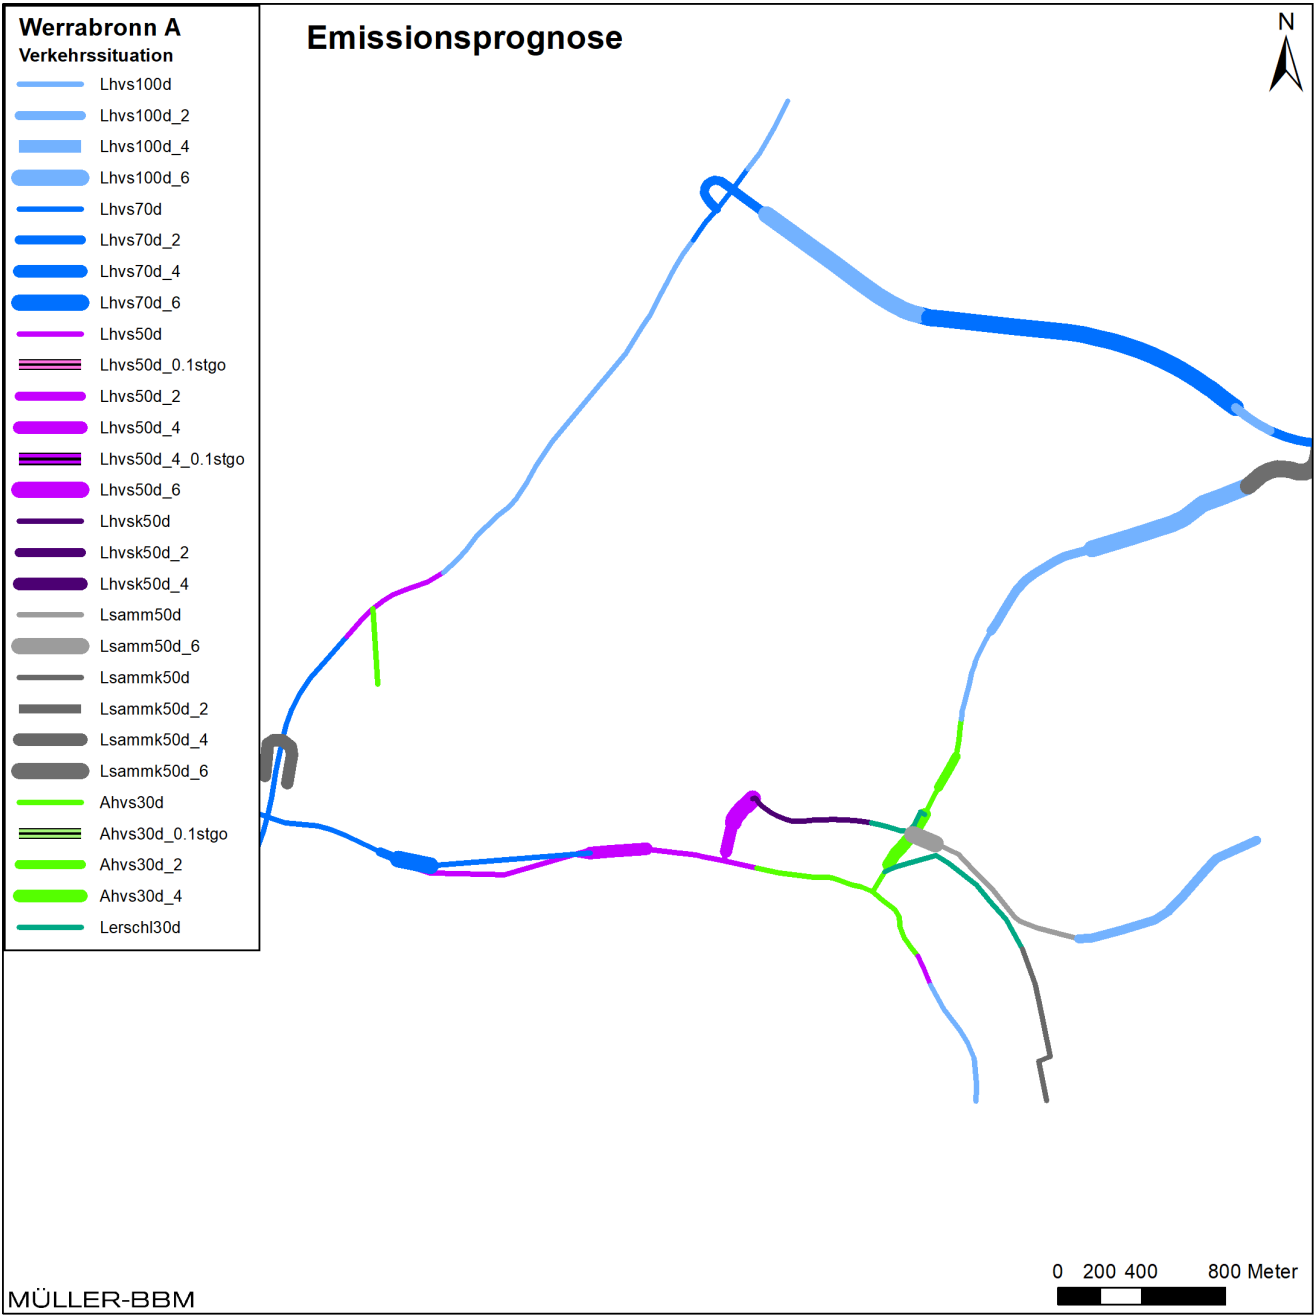 Werrabronn A
Verkehrssituation
Lhvs100d
Lhvs100d_2
Lhvs100d_4
Lhvs100d_6
Lhvs70d
Lhvs70d_2
Lhvs70d_4
Lhvs70d_6
Lhvs50d
Lhvs50d_0.1stgo
Lhvs50d_2
Lhvs50d_4
Lhvs50d_4_0.1stgo
Lhvs50d_6
Lhvsk50d
Lhvsk50d_2
Lhvsk50d_4
Lsamm50d
Lsamm50d_6
Lsammk50d
Lsammk50d_2
Lsammk50d_4
Lsammk50d_6
Ahvs30d
Ahvs30d_0.1stgo
Ahvs30d_2
Ahvs30d_4
Lerschl30d
Emissionsprognose
N
0 200 400 800 Meter
MÜLLER-BBM